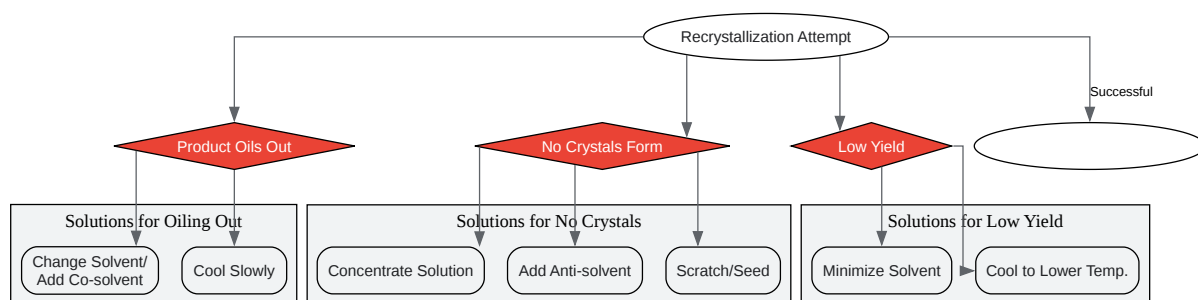 Recrystallization Attempt
Successful
Product Oils Out
No Crystals Form
Low Yield
Solutions for Oiling Out
Solutions for No Crystals
Solutions for Low Yield
Change Solvent/
Add Co-solvent
Cool Slowly
Concentrate Solution
Add Anti-solvent
Scratch/Seed
Minimize Solvent
Cool to Lower Temp.